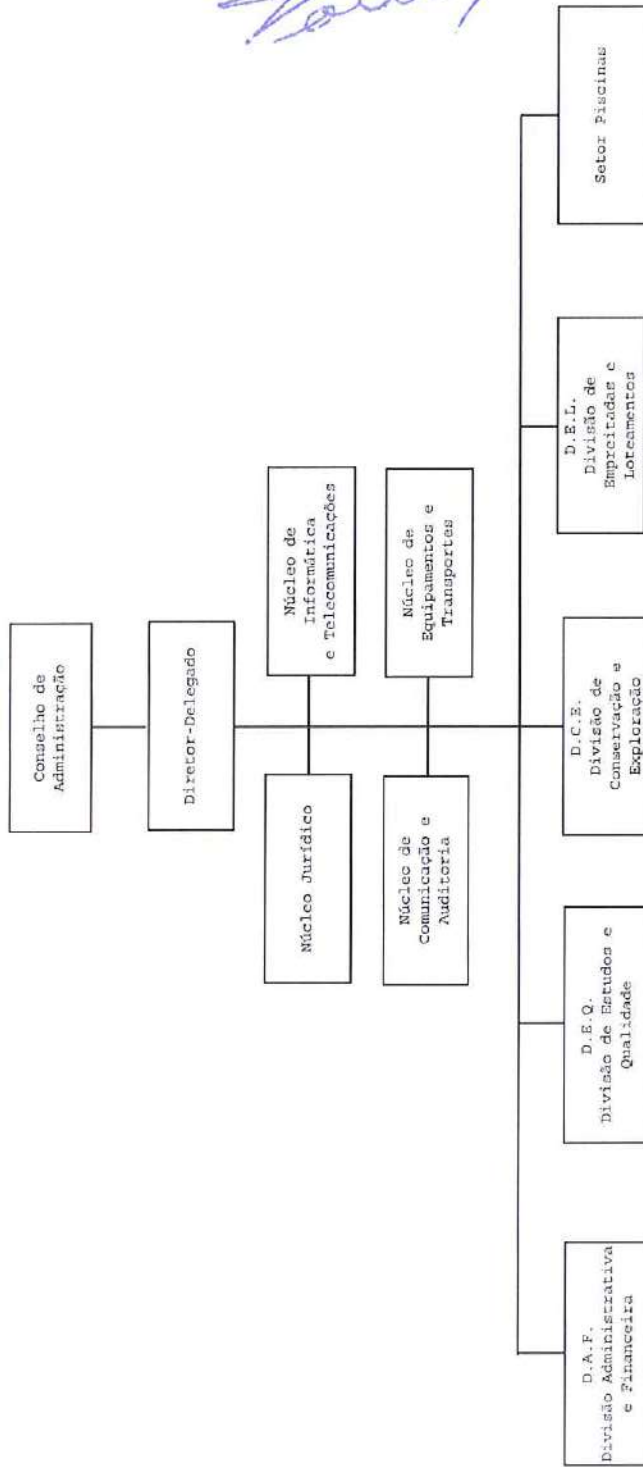 Conselho de
Administração
Diretor-Delegado
Núcleo Jurídico
Núcleo de
Informática
e Telecomunicações
Núcleo de
Comunicação e
Auditoria
Núcleo de
Equipamentos e
Transportes
D.A.F.
Divisão Administrativa
e Financeira
D.E.Q.
Divisão de Estudos e
Qualidade
D.C.E.
Divisão de
Conservação e
Exploração
D.E.L.
Divisão de
Empreitadas e
Loteamentos
Setor Piscinas